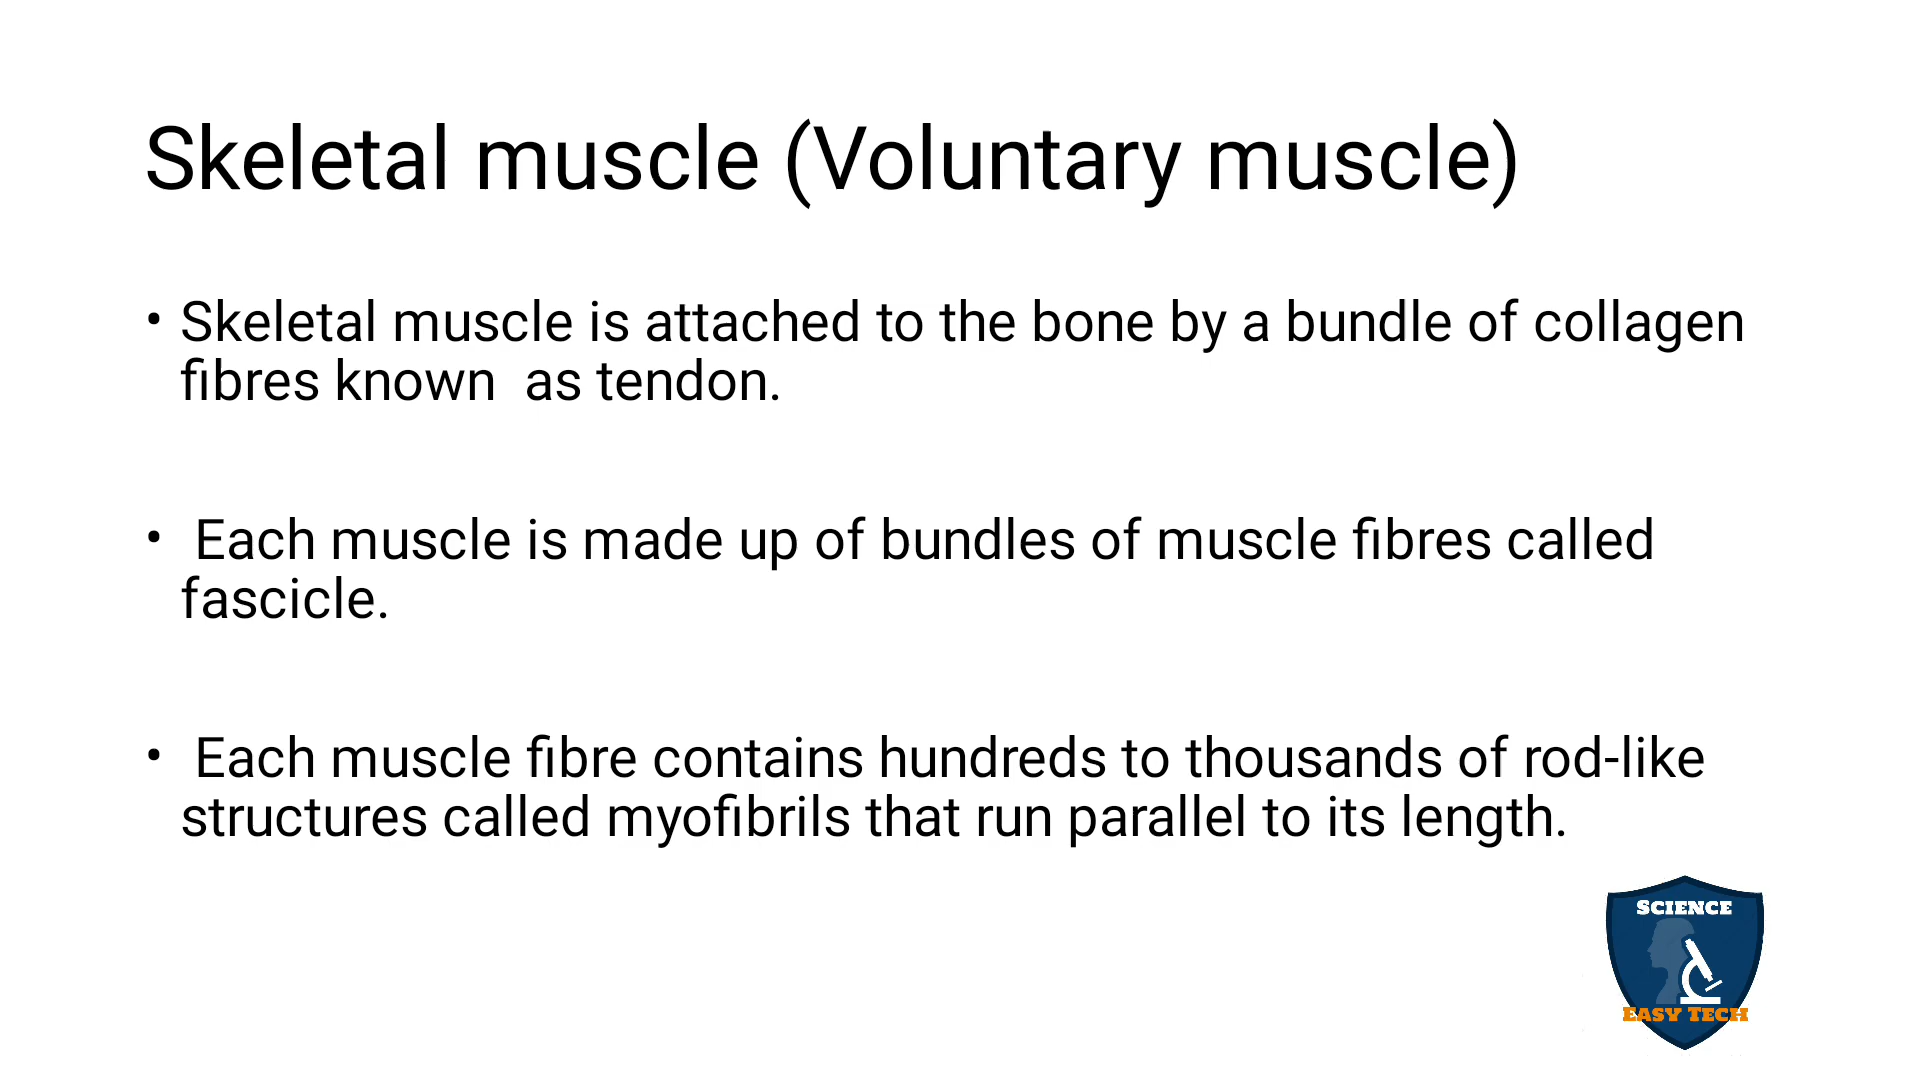 Skeletal muscle (Voluntary muscle)
• Skeletal muscle is attached to the bone by a bundle of collagen
fibres known  as tendon.
•  Each muscle is made up of bundles of muscle fibres called
fascicle.
•  Each muscle fibre contains hundreds to thousands of rod-like
structures called myofibrils that run parallel to its length.
SCIENCE
EASY TECH